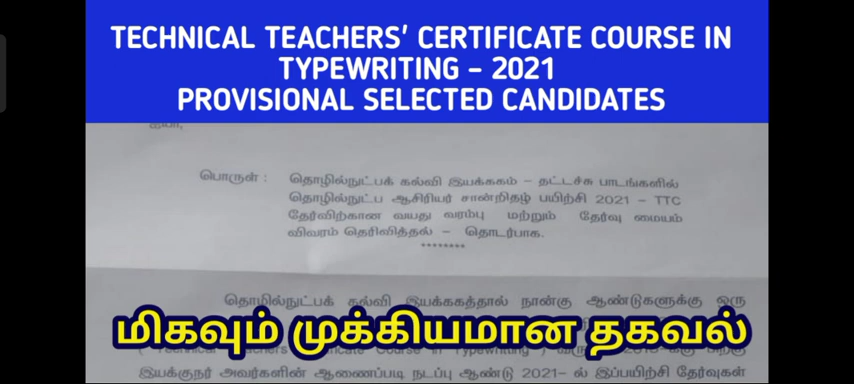 TECHNICAL TEACHERS' CERTIFICATE COURSE IN
TYPEWRITING – 2021
PROVISIONAL SELECTED CANDIDATES
ஐயா,
பொருள் : தொழில்நுட்பக் கல்வி இயக்ககம் – தட்டச்சு பாடங்களில்
தொழில்நுட்ப ஆசிரியர் சான்றிதழ் பயிற்சி 2021 – TTC
தேர்விற்கான வயது வரம்பு மற்றும் தேர்வு மையம்
விவரம் தெரிவித்தல் – தொடர்பாக.
********
தொழில்நுட்பக் கல்வி இயக்ககத்தால் நான்கு ஆண்டுகளுக்கு ஒரு
மிகவும் முக்கியமான தகவல்
இயக்குநர் அவர்களின் ஆணைப்படி நடப்பு ஆண்டு 2021– ல் இப்பயிற்சி தேர்வுகள்